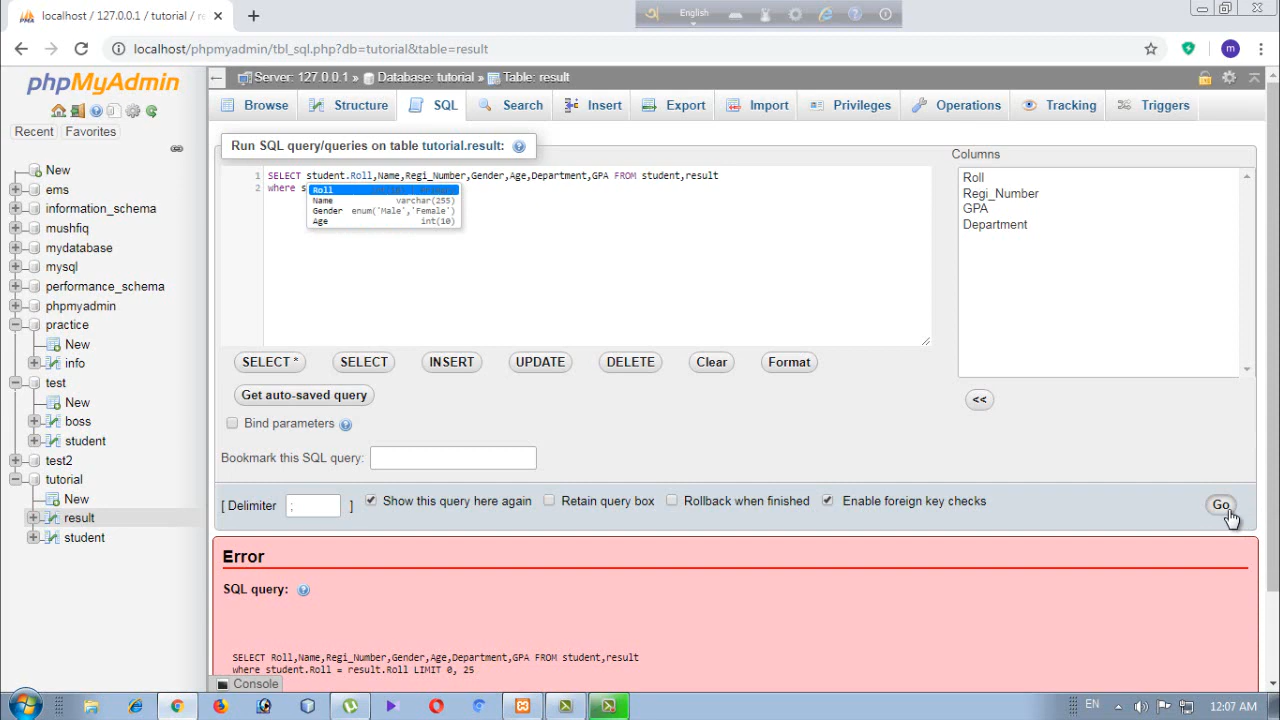 localhost / 127.0.0.1 / tutorial / re
English
m
localhost/phpmyadmin/tbl_sql.php?db=tutorial&table=result
phpMyAdmin
Recent
Favorites
New
ems
information_schema
mushfiq
mydatabase
mysql
performance_schema
phpmyadmin
practice
New
info
test
New
boss
student
test2
tutorial
New
result
student
Server: 127.0.0.1 » Database: tutorial » Table: result
Browse
Structure
SQL
Search
Insert
Export
Import
Privileges
Operations
Tracking
Triggers
Run SQL query/queries on table tutorial.result:
1 SELECT student.Roll,Name,Regi_Number,Gender,Age,Department,GPA FROM student,result
2 where s
Roll
Name varchar(255)
Gender enum('Male','Female')
Age int(10)
Columns
Roll
Regi_Number
GPA
Department
SELECT *
SELECT
INSERT
UPDATE
DELETE
Clear
Format
<<
Get auto-saved query
Bind parameters
Bookmark this SQL query:
[ Delimiter ; ]
Show this query here again
Retain query box
Rollback when finished
Enable foreign key checks
Go
Error
SQL query:
SELECT Roll,Name,Regi_Number,Gender,Age,Department,GPA FROM student,result
where student.Roll = result.Roll LIMIT 0, 25
Console
EN
12:07 AM